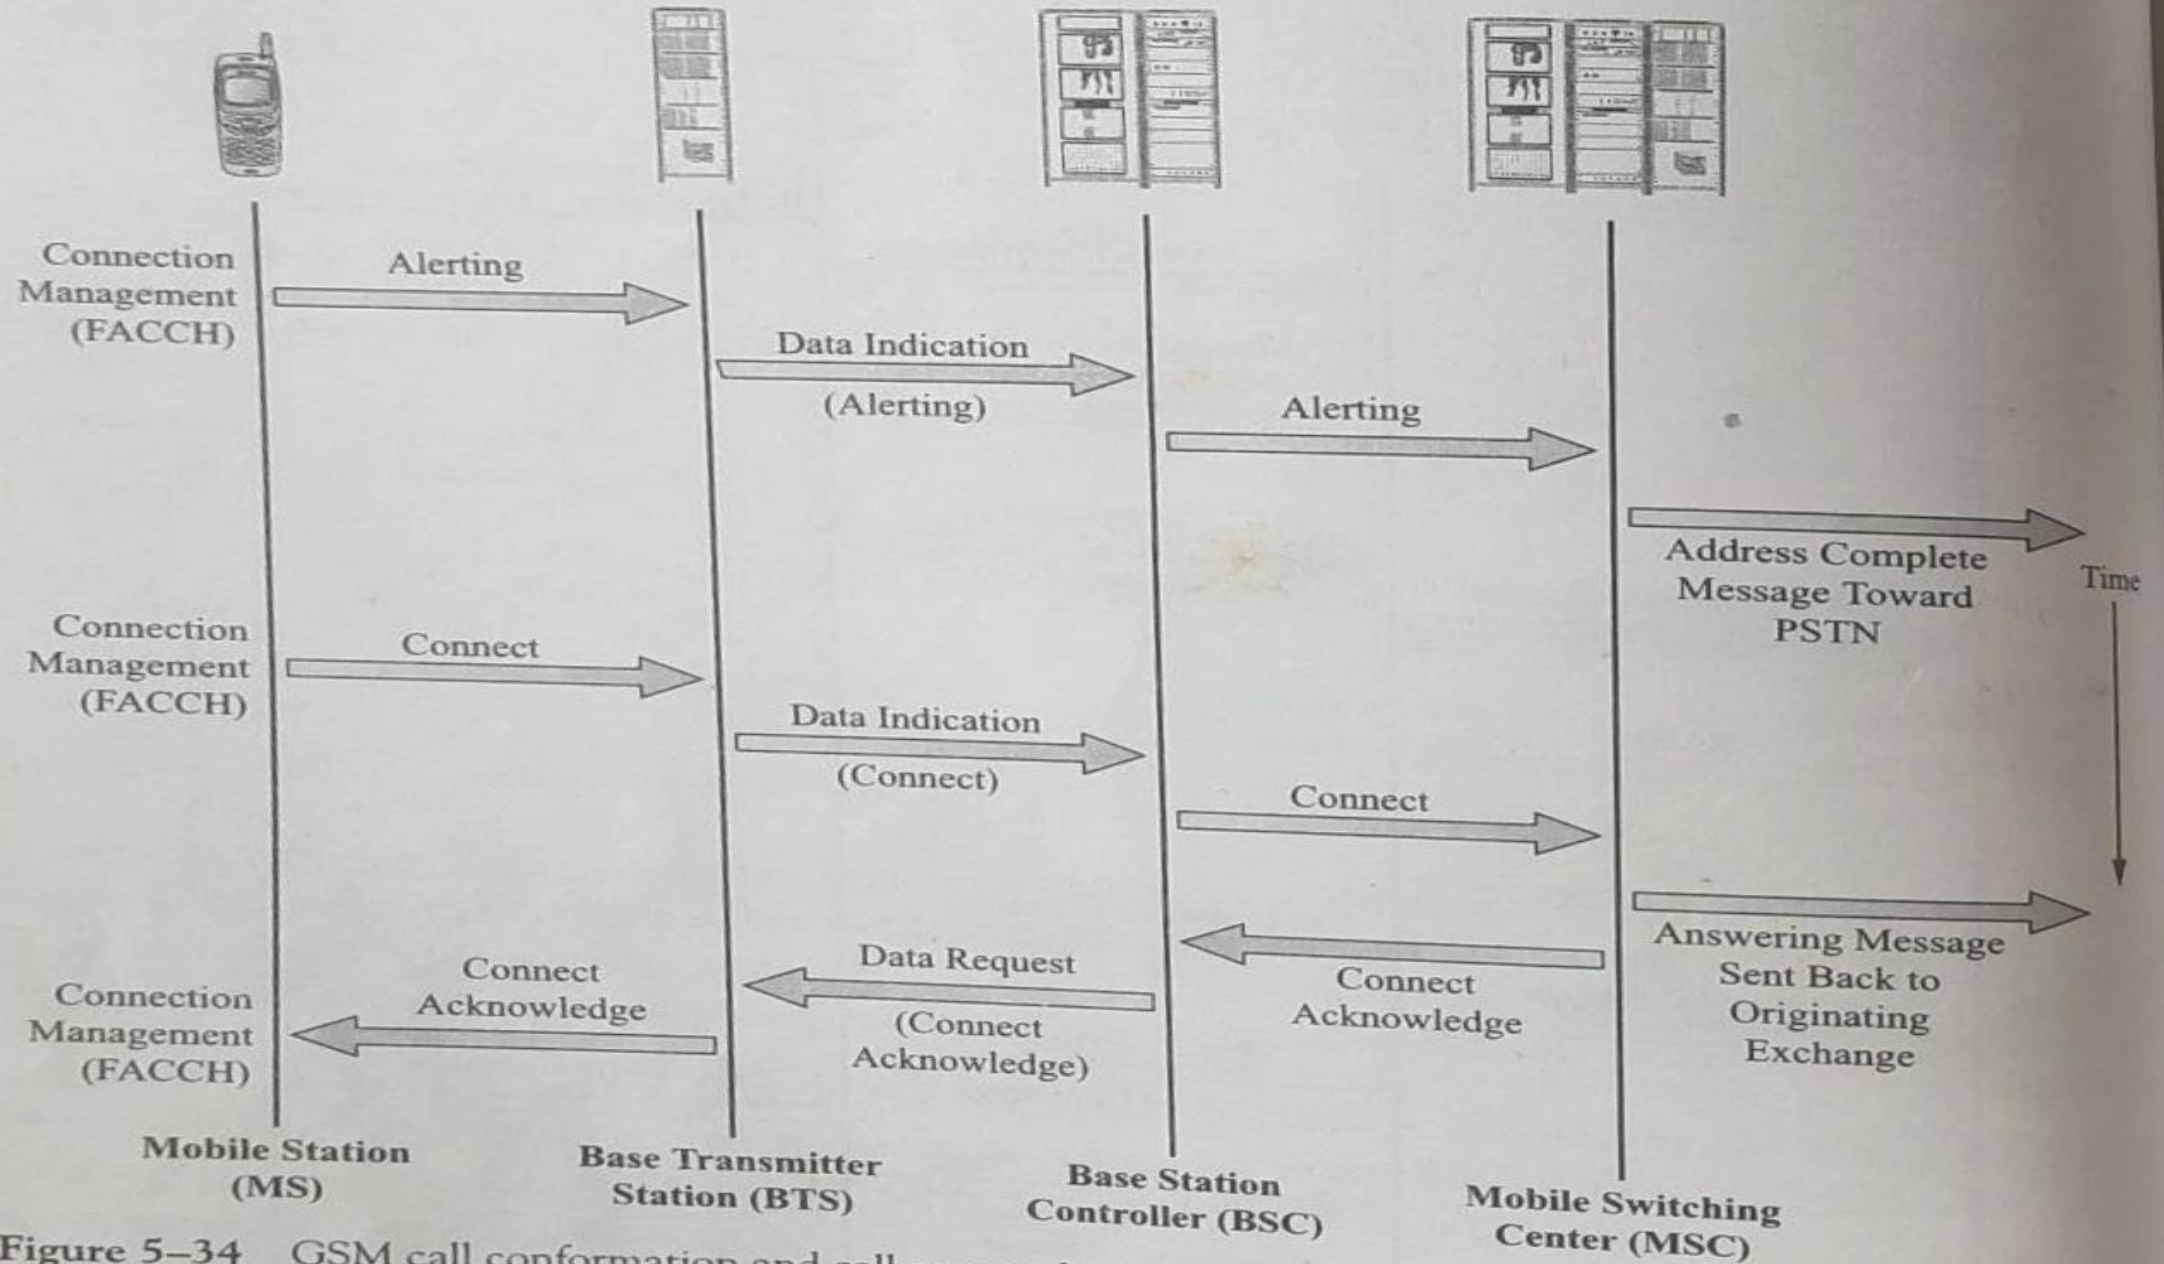 Connection
Management
(FACCH)
Alerting
Data Indication
(Alerting)
Alerting
Address Complete
Message Toward
PSTN
Time
Connection
Management
(FACCH)
Connect
Data Indication
(Connect)
Connect
Answering Message
Sent Back to
Originating
Exchange
Connect
Acknowledge
Data Request
(Connect
Acknowledge)
Connect
Acknowledge
Connection
Management
(FACCH)
Mobile Station
(MS)
Base Transmitter
Station (BTS)
Base Station
Controller (BSC)
Mobile Switching
Center (MSC)
Figure 5–34 GSM call conformation and call